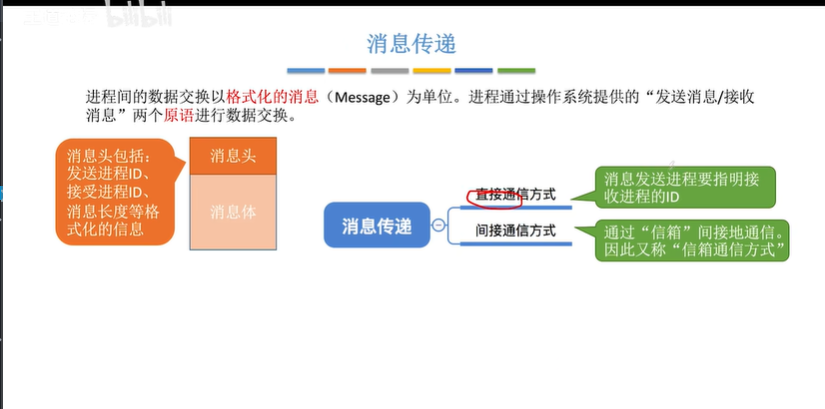 bilibili
消息传递
进程间的数据交换以格式化的消息（Message）为单位。进程通过操作系统提供的“发送消息/接收
消息”两个原语进行数据交换。
消息头包括：
发送进程ID、
接受进程ID、
消息长度等格
式化的信息
消息头
消息体
消息传递
直接通信方式
间接通信方式
消息发送进程要指明接
收进程的ID
通过“信箱”间接地通信。
因此又称“信箱通信方式”